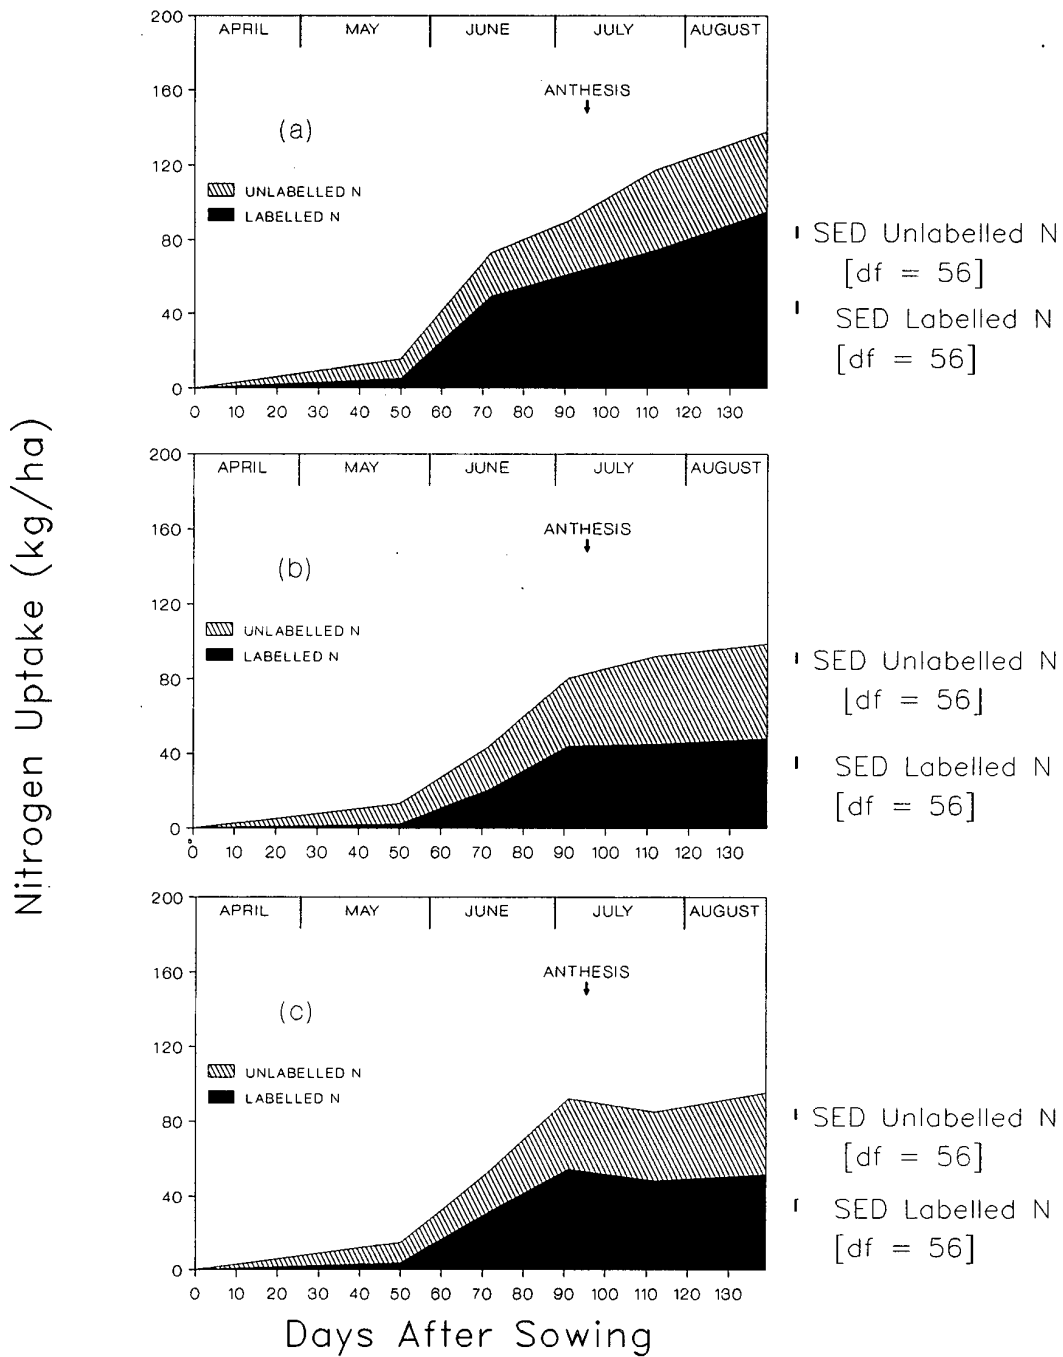 200
APRIL MAY JUNE JULY AUGUST
160
ANTHESIS
(a)
120
UNLABELLED N
LABELLED N
80
SED Unlabelled N
[df = 56]
40
SED Labelled N
[df = 56]
0
0 10 20 30 40 50 60 70 80 90 100 110 120 130
Nitrogen Uptake (kg/ha)
200
APRIL MAY JUNE JULY AUGUST
160
ANTHESIS
(b)
120
UNLABELLED N
LABELLED N
80
SED Unlabelled N
[df = 56]
40
SED Labelled N
[df = 56]
0
0 10 20 30 40 50 60 70 80 90 100 110 120 130
200
APRIL MAY JUNE JULY AUGUST
160
ANTHESIS
(c)
120
UNLABELLED N
LABELLED N
80
SED Unlabelled N
[df = 56]
40
SED Labelled N
[df = 56]
0
0 10 20 30 40 50 60 70 80 90 100 110 120 130
Days After Sowing